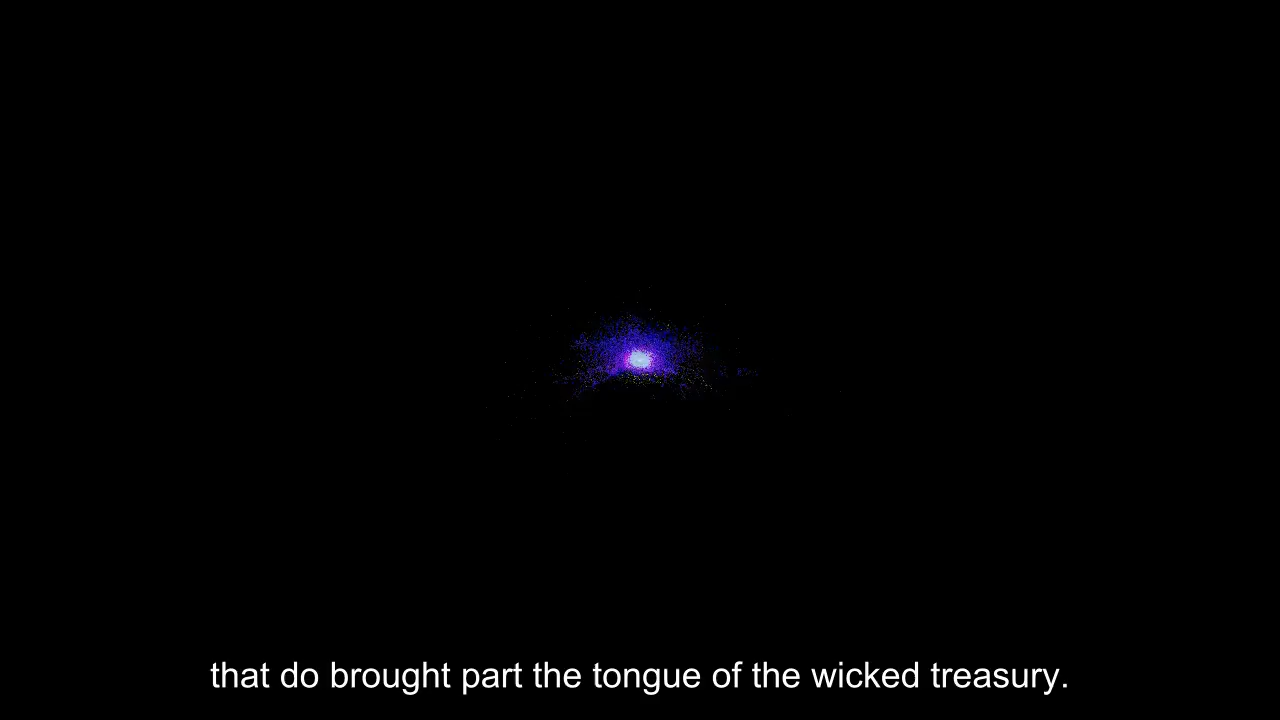 that do brought part the tongue of the wicked treasury.